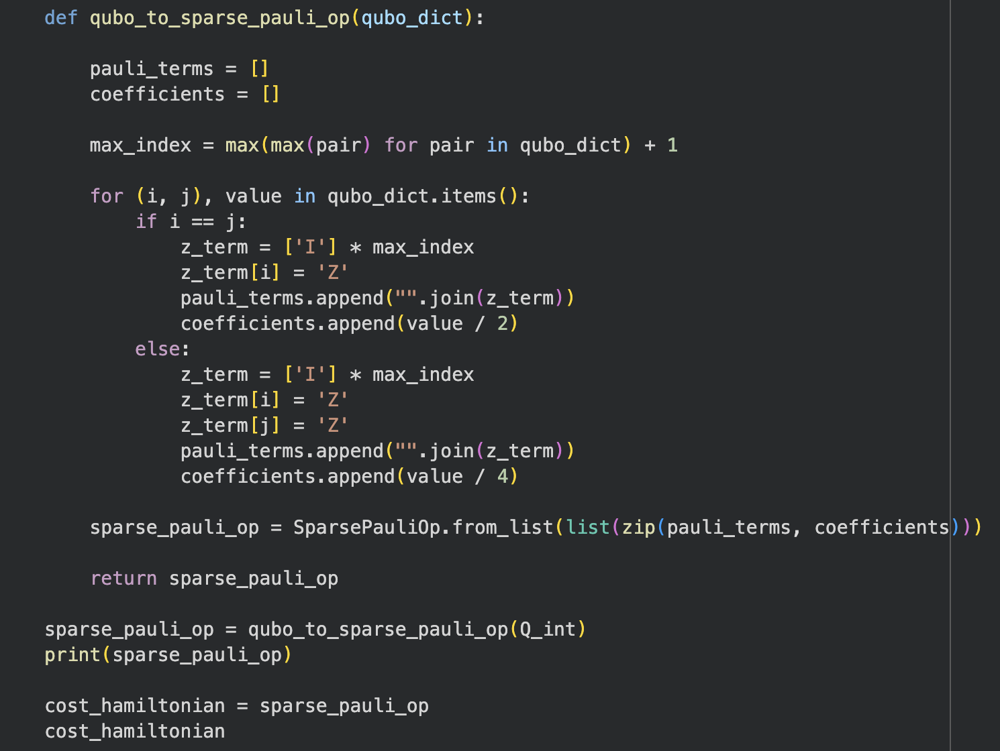 def qubo_to_sparse_pauli_op(qubo_dict):
    pauli_terms = []
    coefficients = []
    max_index = max(max(pair) for pair in qubo_dict) + 1
    for (i, j), value in qubo_dict.items():
        if i == j:
            z_term = ['I'] * max_index
            z_term[i] = 'Z'
            pauli_terms.append("".join(z_term))
            coefficients.append(value / 2)
        else:
            z_term = ['I'] * max_index
            z_term[i] = 'Z'
            z_term[j] = 'Z'
            pauli_terms.append("".join(z_term))
            coefficients.append(value / 4)
    sparse_pauli_op = SparsePauliOp.from_list(list(zip(pauli_terms, coefficients)))
    return sparse_pauli_op
sparse_pauli_op = qubo_to_sparse_pauli_op(Q_int)
print(sparse_pauli_op)
cost_hamiltonian = sparse_pauli_op
cost_hamiltonian